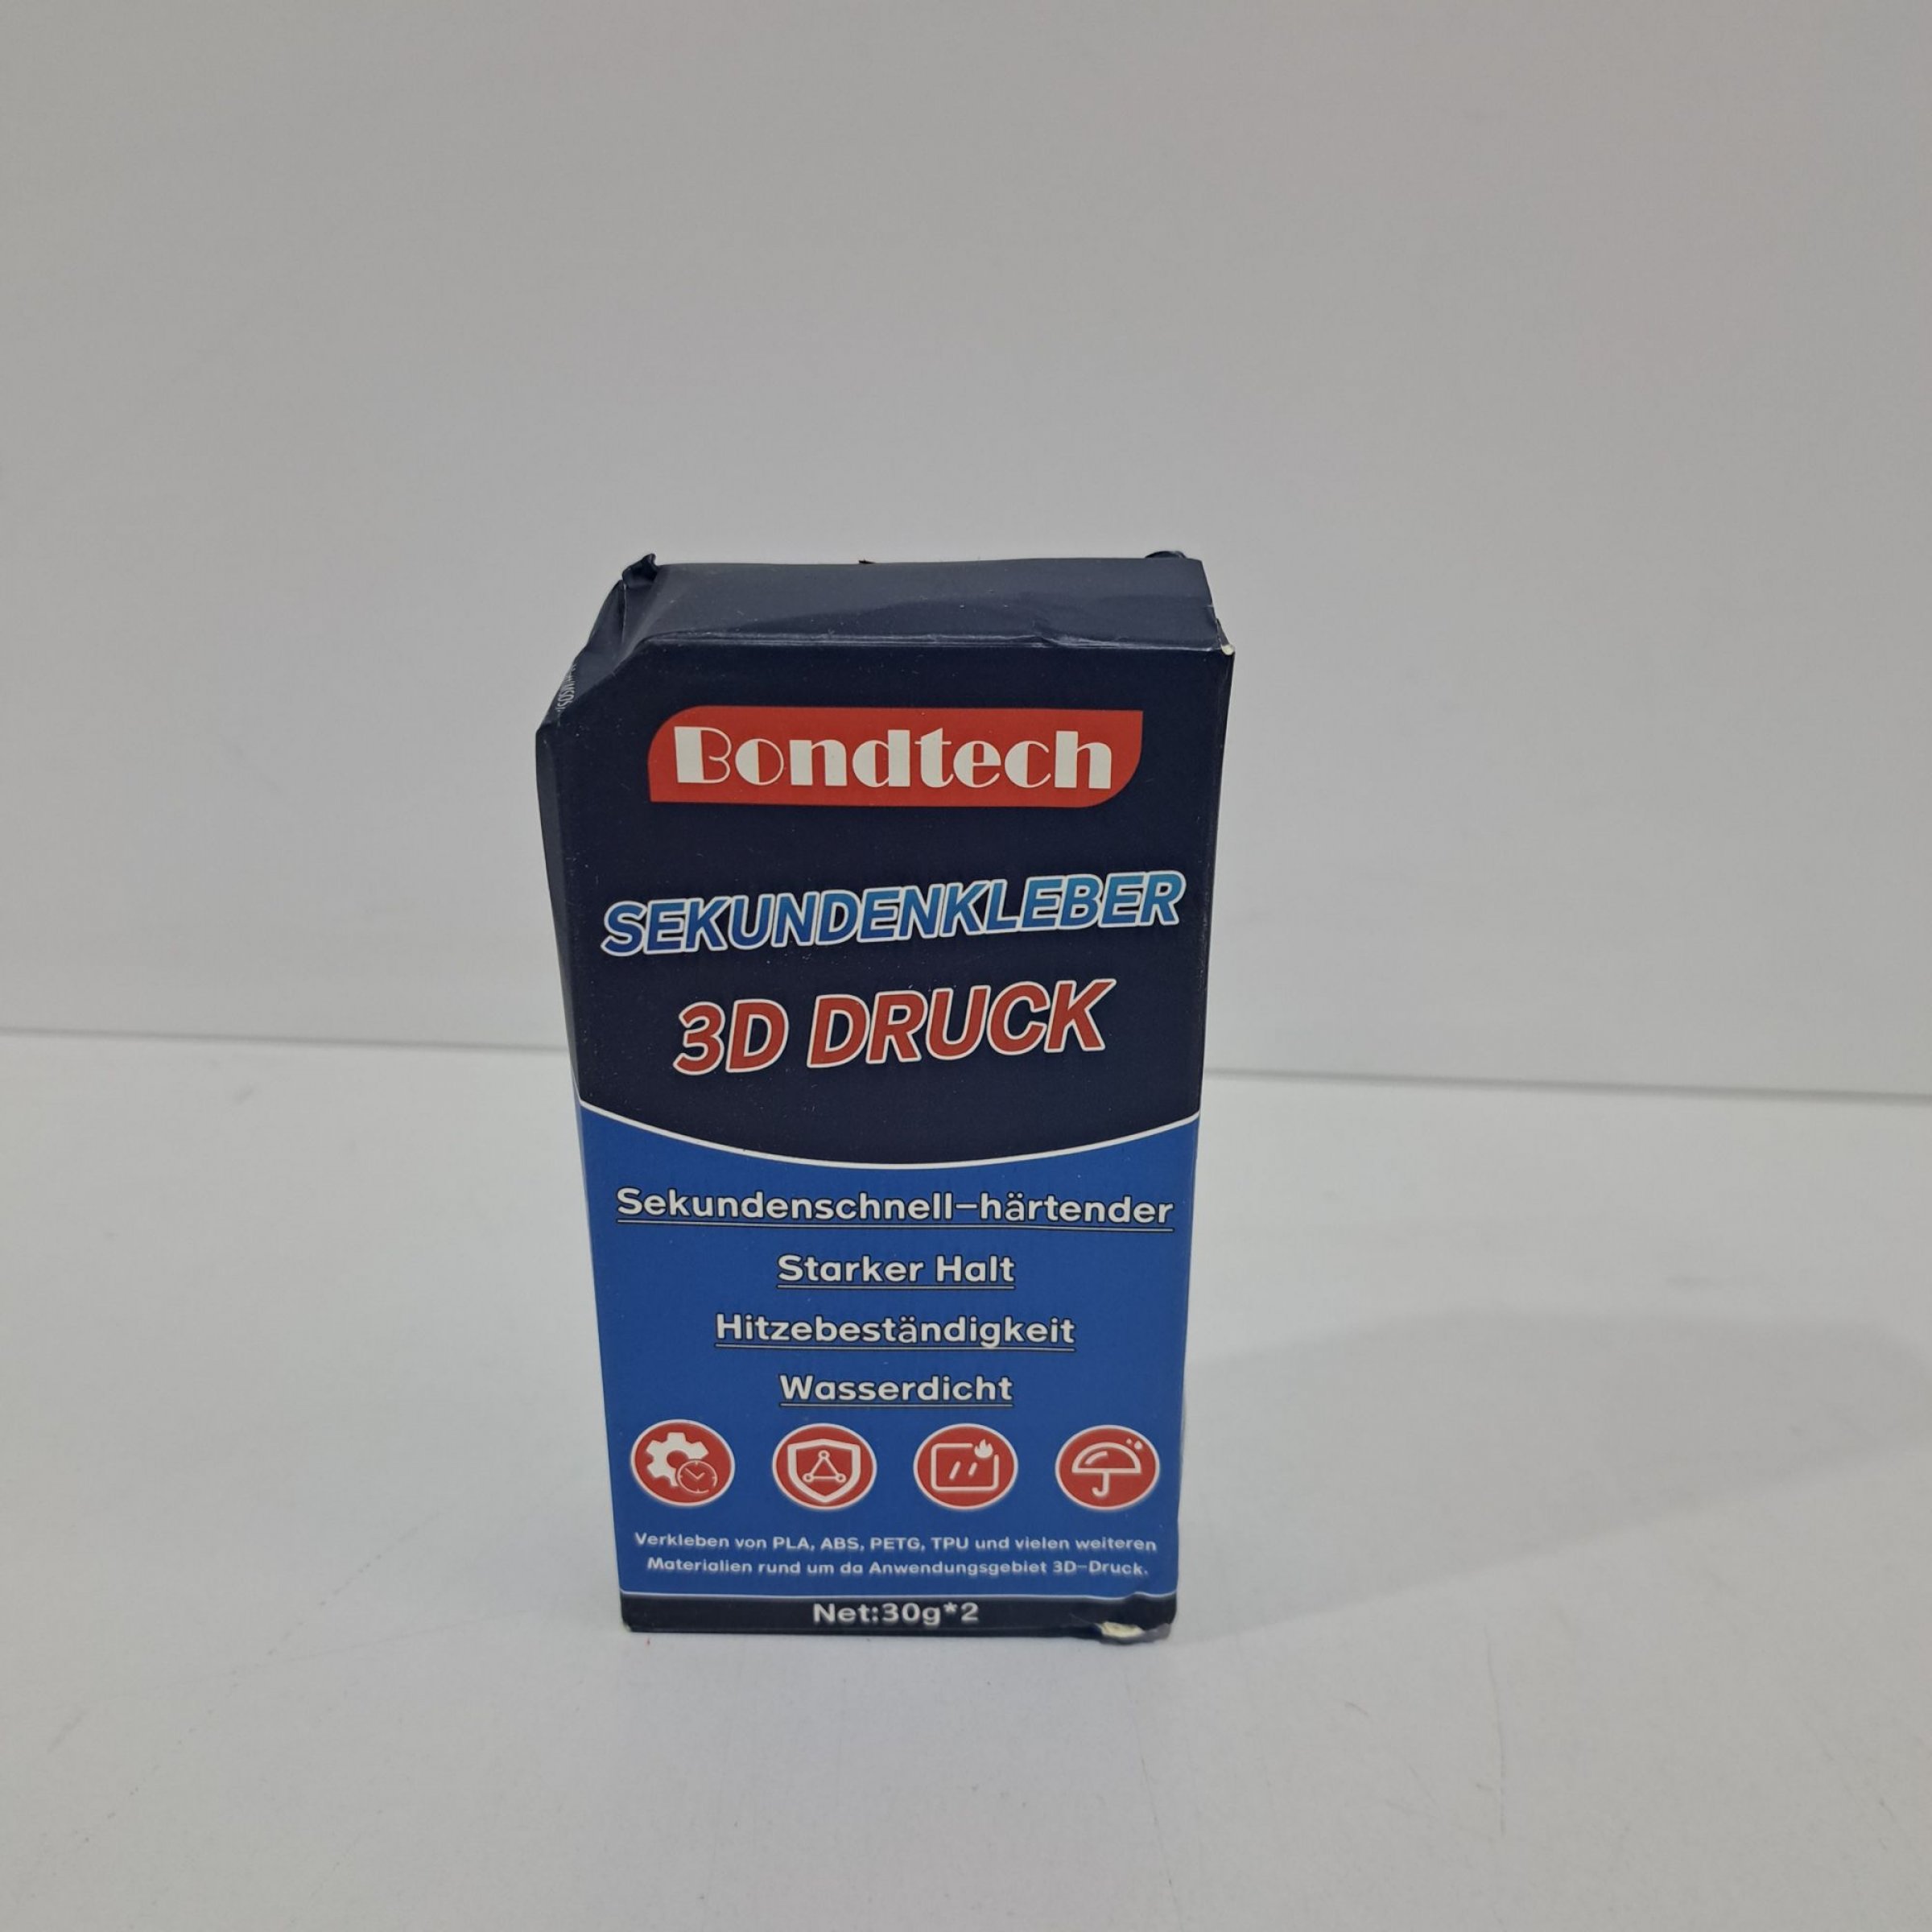 Bondtech
SEKUNDENKLEBER
3D DRUCK
Sekundenschnell-härtender
Starker Halt
Hitzebeständigkeit
Wasserdicht
Verkleben von PLA, ABS, PETG, TPU und vielen weiteren
Materialien rund um da Anwendungsgebiet 3D-Druck.
Net:30g*2